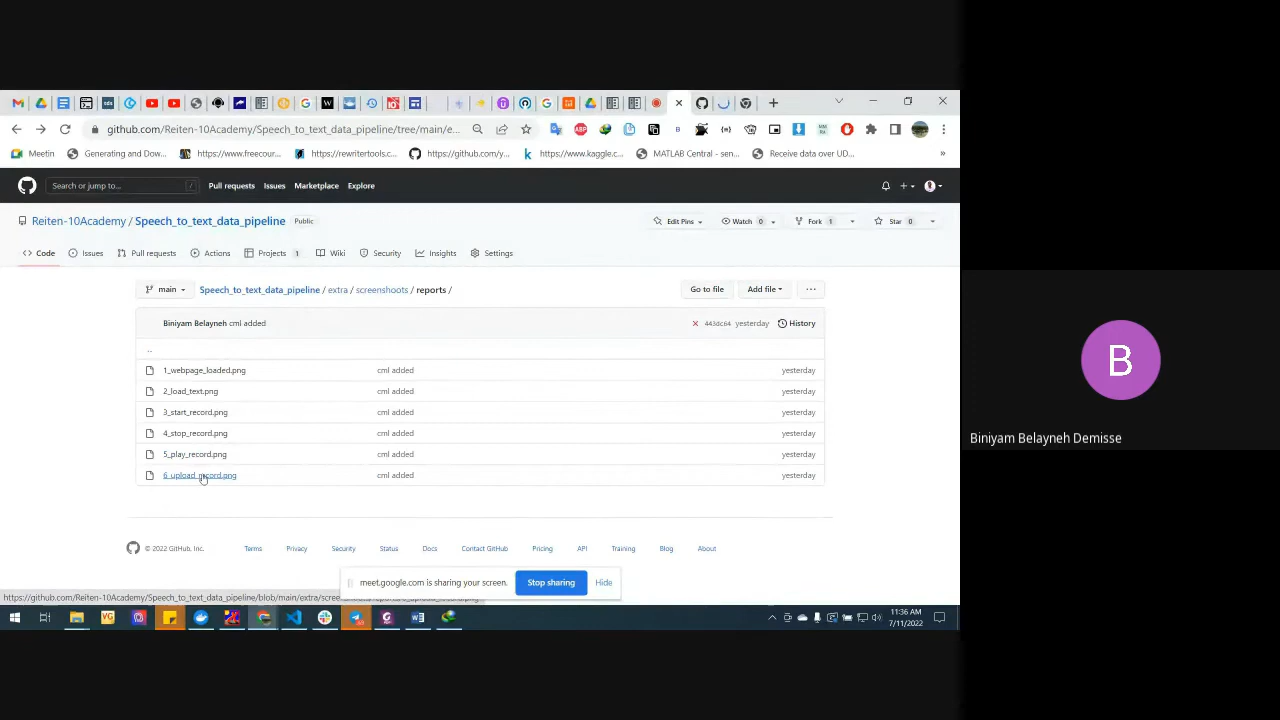 github.com/Reiten-10Academy/Speech_to_text_data_pipeline/tree/main/e...
Meetin
Generating and Dow...
https://www.freecour...
https://rewritertools.c...
https://github.com/y...
https://www.kaggle.c...
MATLAB Central - sen...
Receive data over UD...
»
Search or jump to...
/
Pull requests
Issues
Marketplace
Explore
Reiten-10Academy / Speech_to_text_data_pipeline
Public
Edit Pins
Watch 0
Fork 1
Star 0
Code
Issues
Pull requests
Actions
Projects 1
Wiki
Security
Insights
Settings
main
Speech_to_text_data_pipeline / extra / screenshoots / reports /
Go to file
Add file
...
Biniyam Belayneh cml added
443dc64 yesterday
History
..
1_webpage_loaded.png cml added yesterday
2_load_text.png cml added yesterday
3_start_record.png cml added yesterday
4_stop_record.png cml added yesterday
5_play_record.png cml added yesterday
6_upload_record.png cml added yesterday
© 2022 GitHub, Inc.
Terms
Privacy
Security
Status
Docs
Contact GitHub
Pricing
API
Training
Blog
About
meet.google.com is sharing your screen.
Stop sharing
Hide
11:36 AM
7/11/2022
B
Biniyam Belayneh Demisse